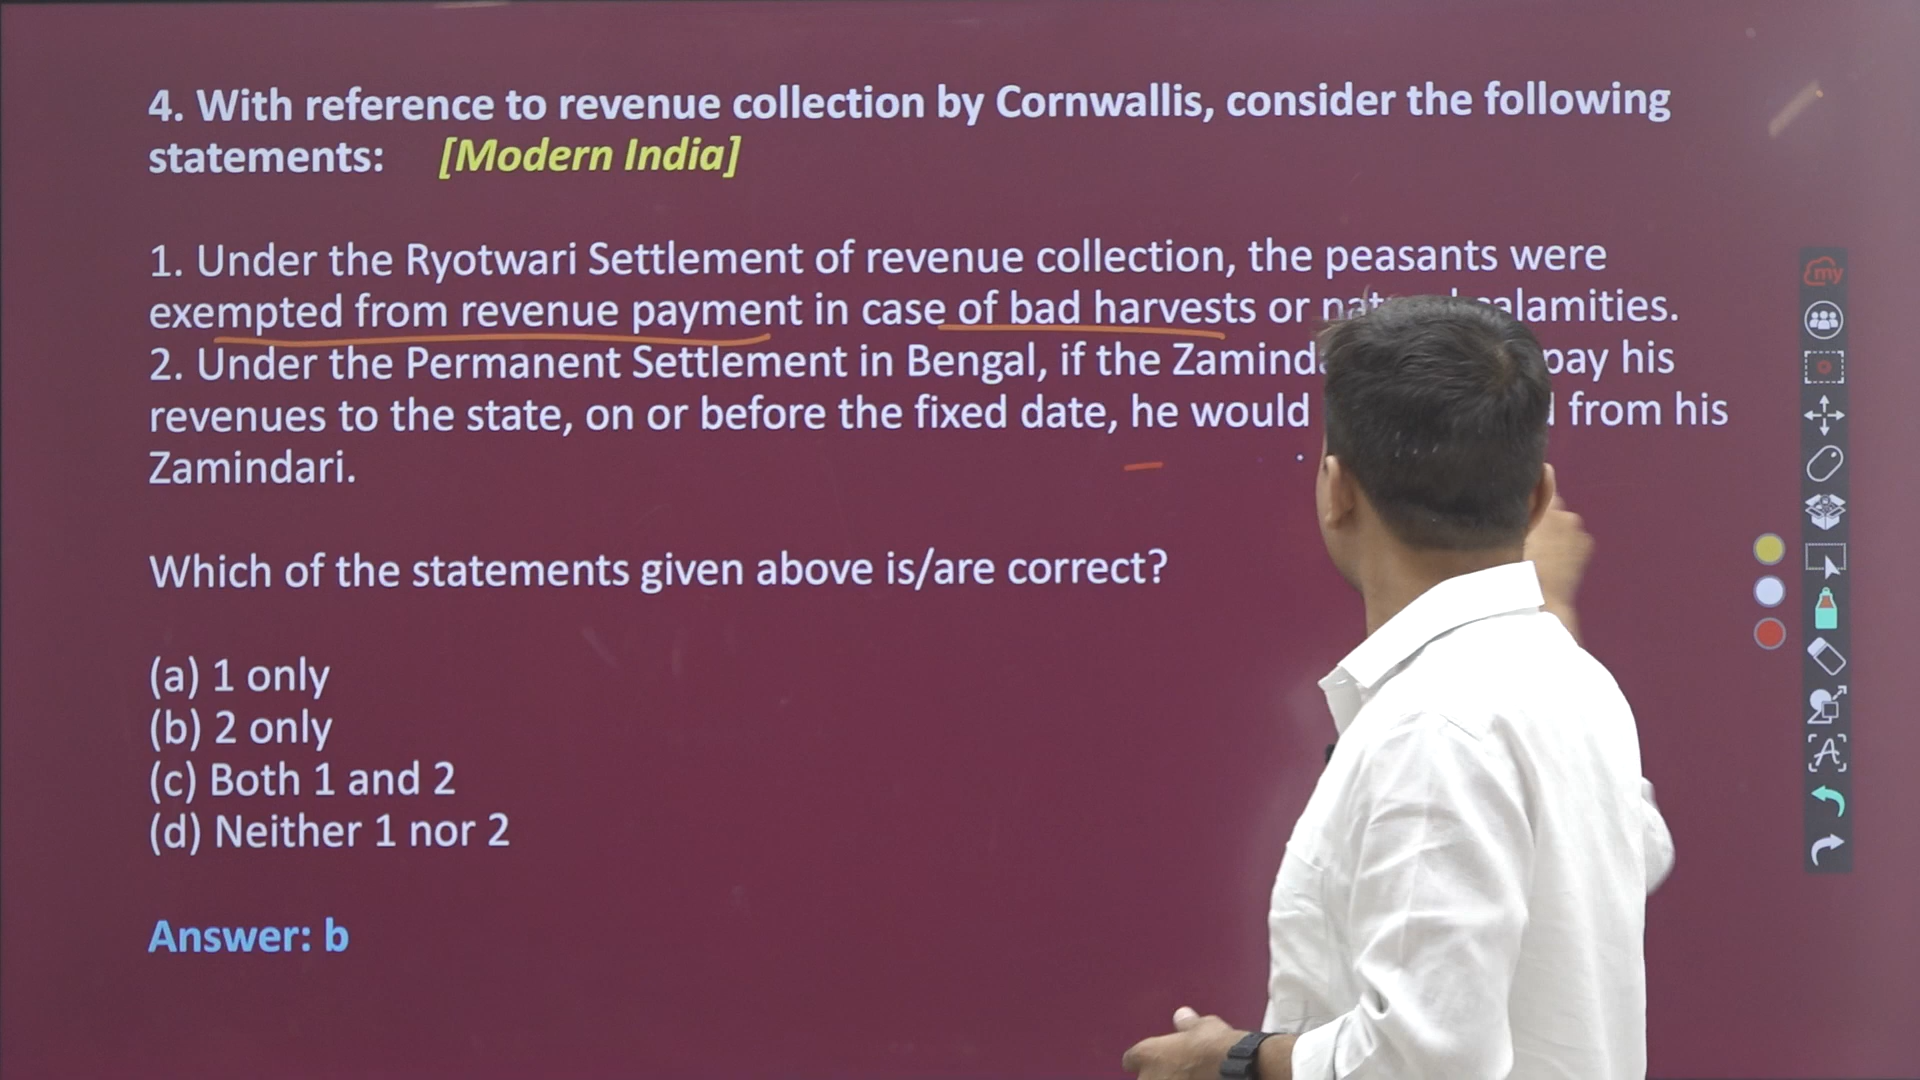 4. With reference to revenue collection by Cornwallis, consider the following
statements: [Modern India]
1. Under the Ryotwari Settlement of revenue collection, the peasants were
exempted from revenue payment in case of bad harvests or calamities.
2. Under the Permanent Settlement in Bengal, if the pay his
revenues to the state, on or before the fixed date, he would from his
Zamindari.
Which of the statements given above is/are correct?
(a) 1 only
(b) 2 only
(c) Both 1 and 2
(d) Neither 1 nor 2
Answer: b
my
A